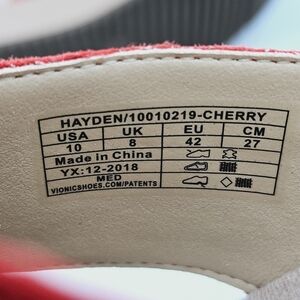 HAYDEN/10010219-CHERRY
USA UK EU CM
10 8 42 27
Made in China
YX:12-2018
MED
VIONICSHOES.COM/PATENTS